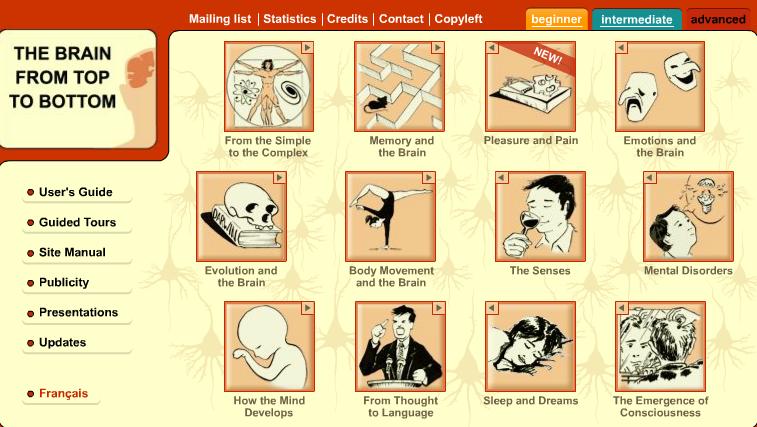 Mailing list | Statistics | Credits | Contact | Copyleft
beginner
intermediate
advanced
THE BRAIN
FROM TOP
TO BOTTOM
NEW!
From the Simple
to the Complex
Memory and
the Brain
Pleasure and Pain
Emotions and
the Brain
DARWIN
Evolution and
the Brain
Body Movement
and the Brain
The Senses
Mental Disorders
How the Mind
Develops
From Thought
to Language
Sleep and Dreams
The Emergence of
Consciousness
User's Guide
Guided Tours
Site Manual
Publicity
Presentations
Updates
Français